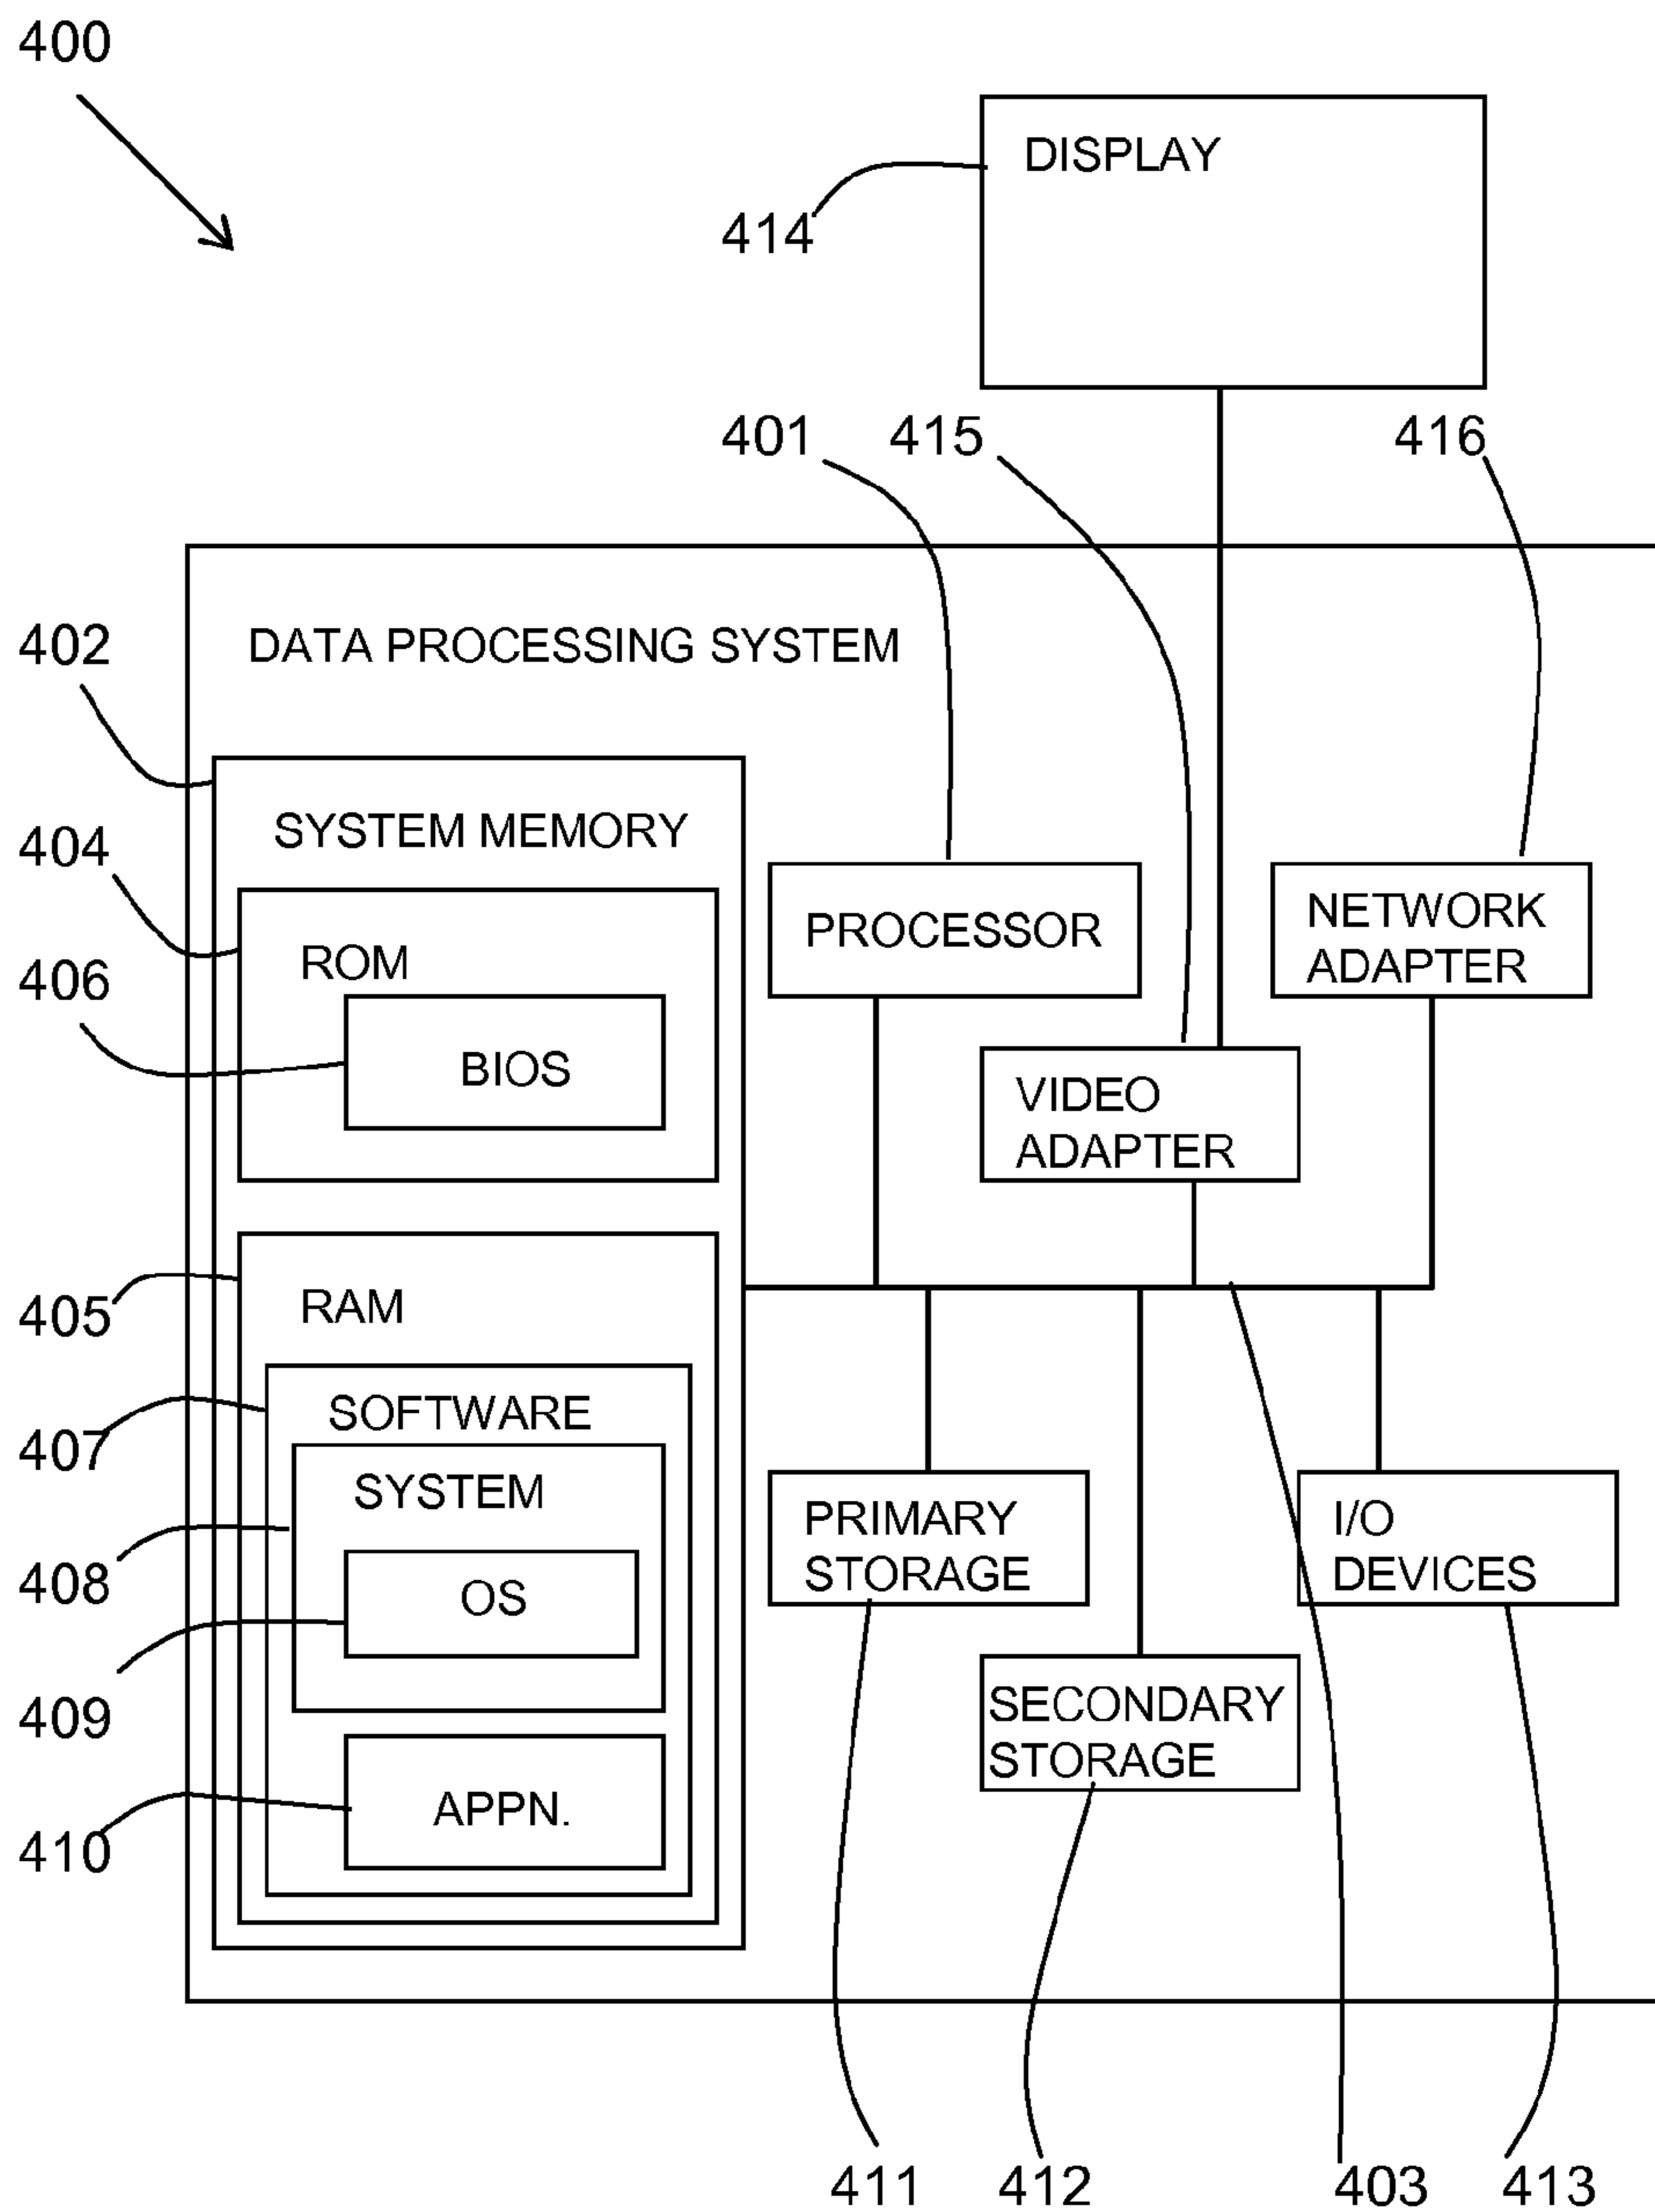 400
DISPLAY
414
401
415
416
402
DATA PROCESSING SYSTEM
SYSTEM MEMORY
404
PROCESSOR
NETWORK
ADAPTER
ROM
406
BIOS
VIDEO
ADAPTER
405
RAM
SOFTWARE
407
SYSTEM
PRIMARY
STORAGE
I/O
DEVICES
408
OS
409
SECONDARY
STORAGE
410
APPN.
411
412
403
413